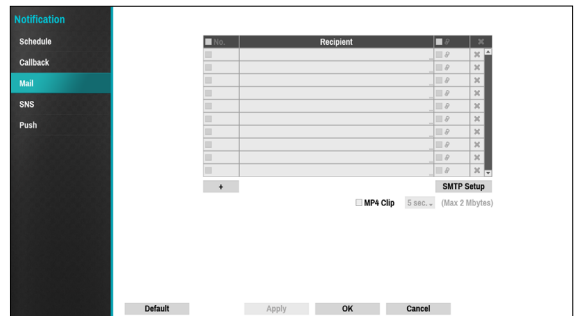 Notification
Schedule
Callback
Mail
SNS
Push
No. Recipient
+ SMTP Setup
MP4 Clip 5 sec. (Max 2 Mbytes)
Default Apply OK Cancel